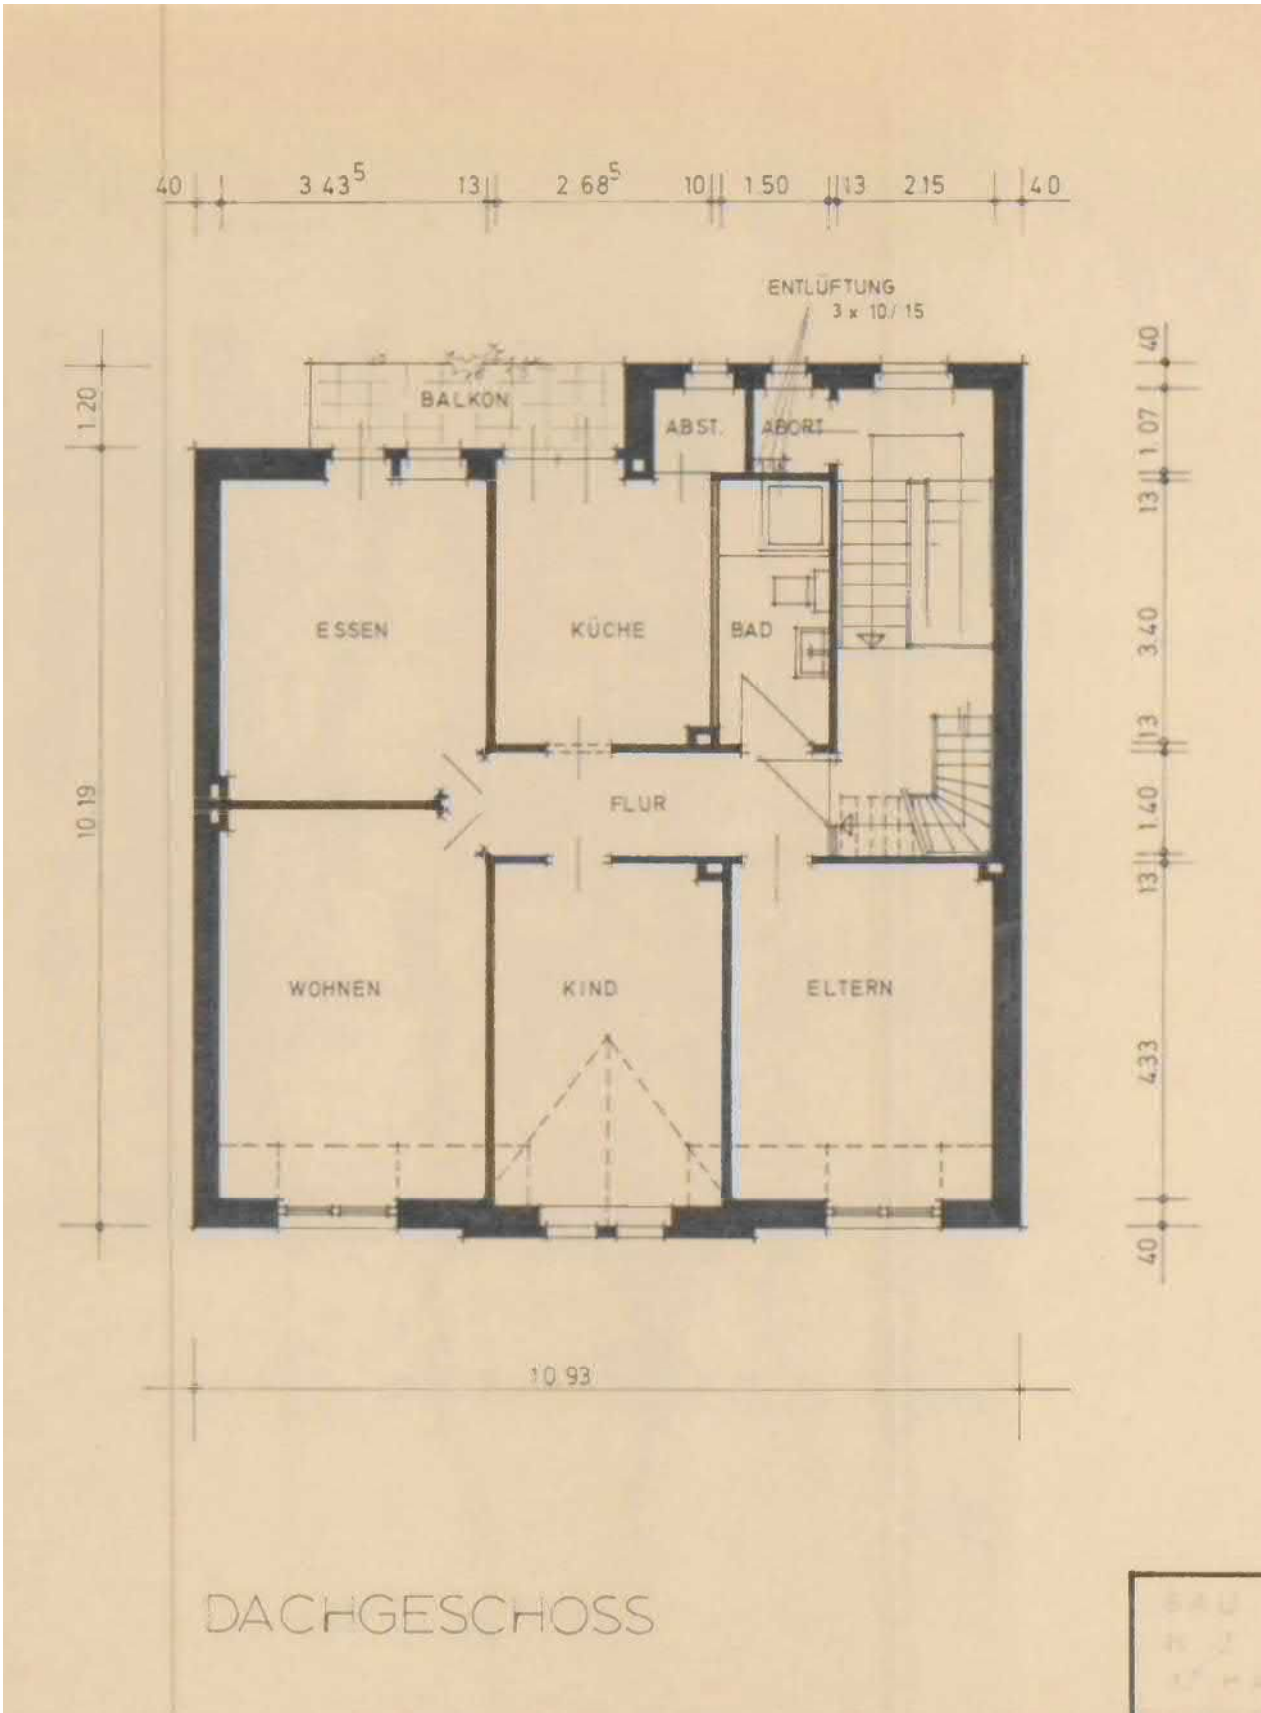 40 3 43⁵ 13 2 68⁵ 10 1.50 13 2.15 40
ENTLÜFTUNG
3 x 10/15
40
1.20
BALKON
ABST.
ABORT
1.07
13
ESSEN
KÜCHE
BAD
3.40
13
10.19
FLUR
1.40
13
WOHNEN
KIND
ELTERN
4.33
40
10 93
DACHGESCHOSS